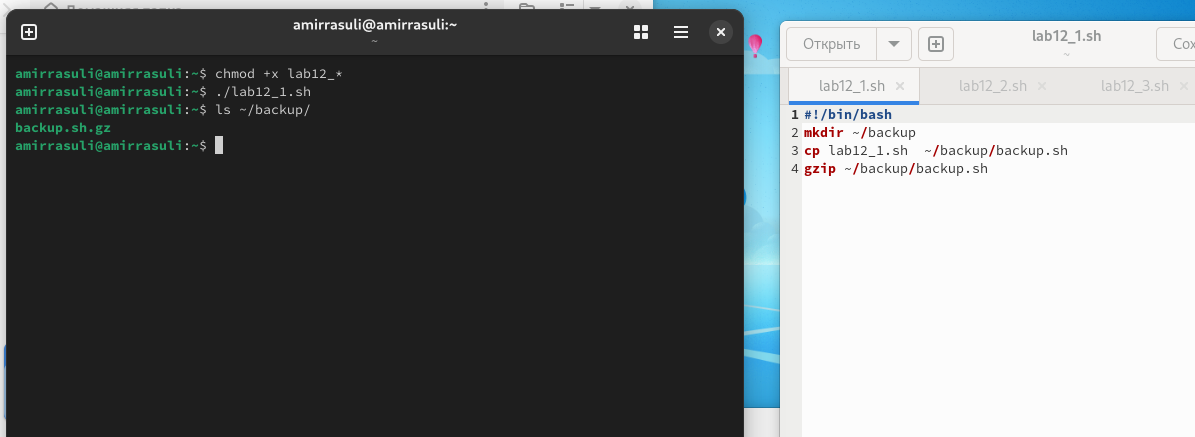 amirrasuli@amirrasuli:~
~
amirrasuli@amirrasuli:~$ chmod +x lab12_*
amirrasuli@amirrasuli:~$ ./lab12_1.sh
amirrasuli@amirrasuli:~$ ls ~/backup/
backup.sh.gz
amirrasuli@amirrasuli:~$
Открыть
lab12_1.sh
~
lab12_1.sh
lab12_2.sh
lab12_3.sh
1 #!/bin/bash
2 mkdir ~/backup
3 cp lab12_1.sh  ~/backup/backup.sh
4 gzip ~/backup/backup.sh